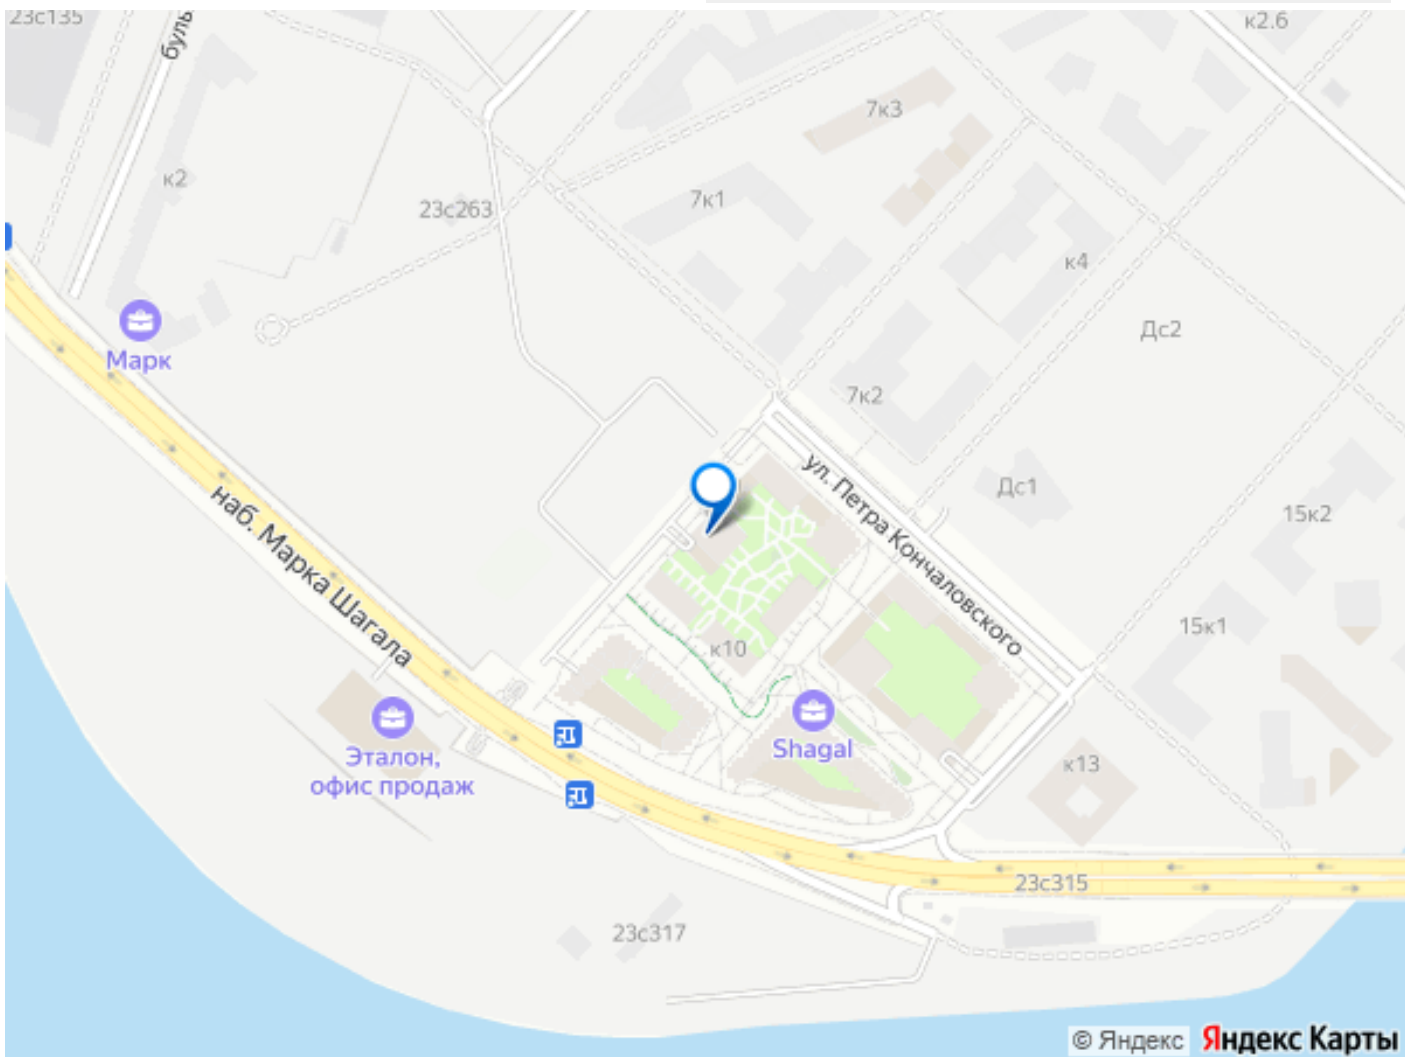 23с135
буль
к2.6
7к3
к2
7к1
23с263
к4
Дс2
Марк
7к2
ул. Петра Кончаловского
Дс1
15к2
наб. Марка Шагала
15к1
к10
Эталон,
офис продаж
Shagal
к13
23с315
23с317
© Яндекс Яндекс Карты